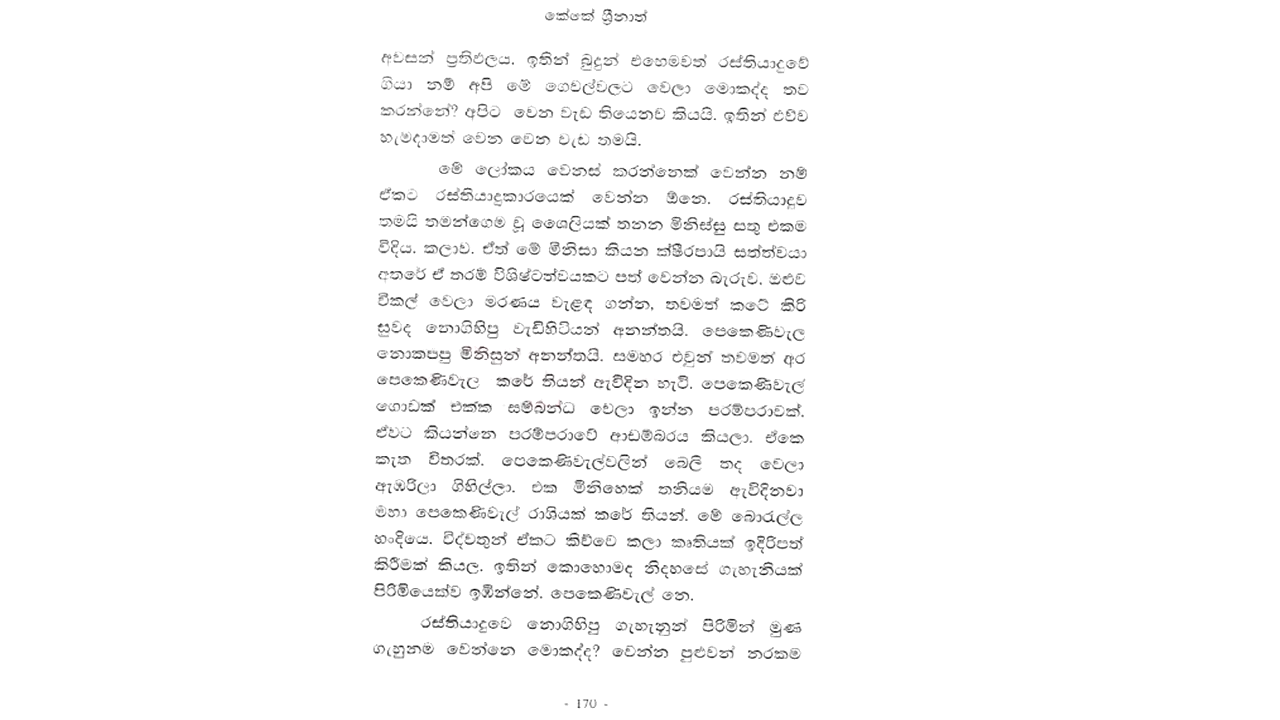 කේකේ ශ්‍රීනාත්
අවසන් ප්‍රතිඵලය. ඉතින් බුදුන් එහෙමවත් රස්තියාදුවේ
ගියා නම් අපි මේ ගෙවල්වලට වෙලා මොකද්ද තව
කරන්නේ? අපිට වෙන වැඩ තියෙනව කියයි. ඉතින් එව්ව
හැමදාමත් වෙන වෙන වැඩ තමයි.
මේ ලෝකය වෙනස් කරන්නෙක් වෙන්න නම්
ඒකට රස්තියාදුකාරයෙක් වෙන්න ඕනෙ. රස්තියාදුව
තමයි තමන්ගෙම වූ ශෛලියක් තනන මිනිස්සු සතු එකම
විදිය. කලාව. ඒත් මේ මිනිසා කියන ක්ෂීරපායි සත්ත්වයා
අතරේ ඒ තරම් විශිෂ්ටත්වයකට පත් වෙන්න බැරුව. ඔළුව
විකල් වෙලා මරණය වැළඳ ගන්න, තවමත් කටේ කිරි
සුවඳ නොගිහිපු වැඩිහිටියන් අනන්තයි. පෙකෙණිවැල
නොකපපු මිනිසුන් අනන්තයි. සමහර එවුන් තවමත් අර
පෙකෙණිවැල කරේ තියන් ඇවිදින හැටි. පෙකෙණිවැල්
ගොඩක් එක්ක සම්බන්ධ වෙලා ඉන්න පරම්පරාවක්.
ඒවට කියන්නෙ පරම්පරාවේ ආඩම්බරය කියලා. ඒකෙ
කැත විතරක්. පෙකෙණිවැල්වලින් බෙලි තද වෙලා
ඇඹරිලා ගිහිල්ලා. එක මිනිහෙක් තනියම ඇවිදිනවා
මහා පෙකෙණිවැල් රාශියක් කරේ තියන්. මේ බොරැල්ල
හංදියෙ. විද්වතුන් ඒකට කිව්වෙ කලා කෘතියක් ඉදිරිපත්
කිරීමක් කියල. ඉතින් කොහොමද නිදහසේ ගැහැනියක්
පිරිමියෙක්ව ඉඹින්නේ. පෙකෙණිවැල් නෙ.
රස්තියාදුවෙ නොගිහිපු ගැහැනුන් පිරිමින් මුණ
ගැහුනම වෙන්නෙ මොකද්ද? වෙන්න පුළුවන් නරකම
- 170 -